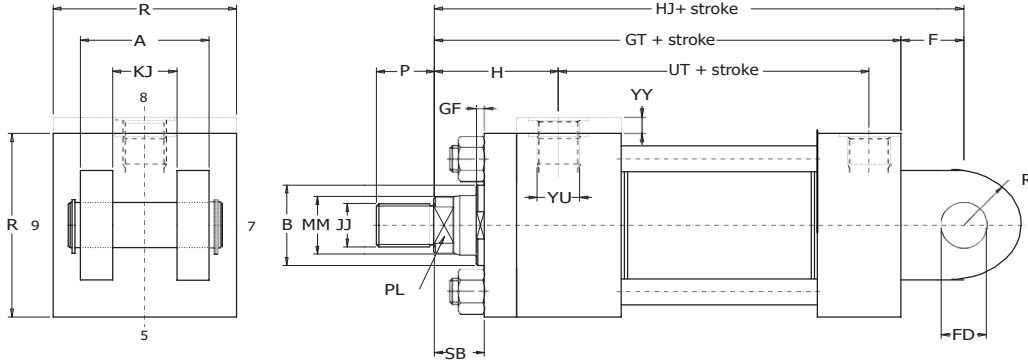 R
A
KJ
8
R
9
7
5
HJ+ stroke
GT + stroke
F
P
H
UT + stroke
GF
YY
B
MM
JJ
YU
R
PL
SB
FD